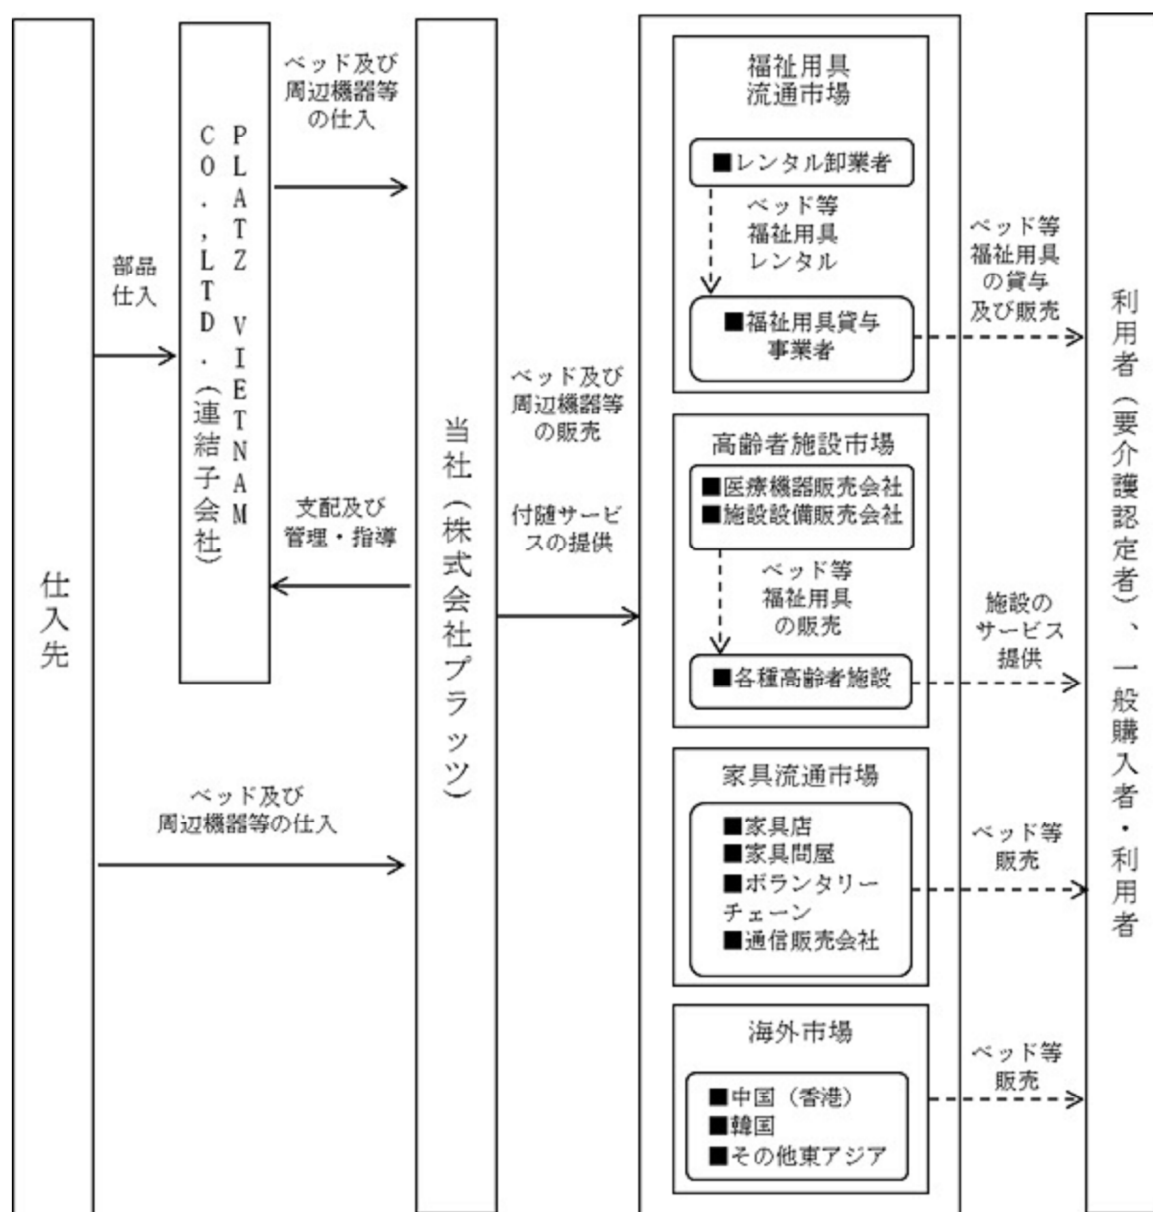 仕入先
部品
仕入
PLATZ VIETNAM
CO.,LTD.(連結子会社)
ベッド及び
周辺機器等
の仕入
支配及び
管理・指導
ベッド及び
周辺機器等の仕入
当社(株式会社プラッツ)
ベッド及び
周辺機器等
の販売
付随サービ
スの提供
福祉用具
流通市場
■レンタル卸業者
ベッド等
福祉用具
レンタル
■福祉用具貸与
事業者
ベッド等
福祉用具
の貸与
及び販売
高齢者施設市場
■医療機器販売会社
■施設設備販売会社
ベッド等
福祉用具
の販売
■各種高齢者施設
施設の
サービス
提供
家具流通市場
■家具店
■家具問屋
■ボランタリー
チェーン
■通信販売会社
ベッド等
販売
海外市場
■中国(香港)
■韓国
■その他東アジア
ベッド等
販売
利用者(要介護認定者)、一般購入者・利用者